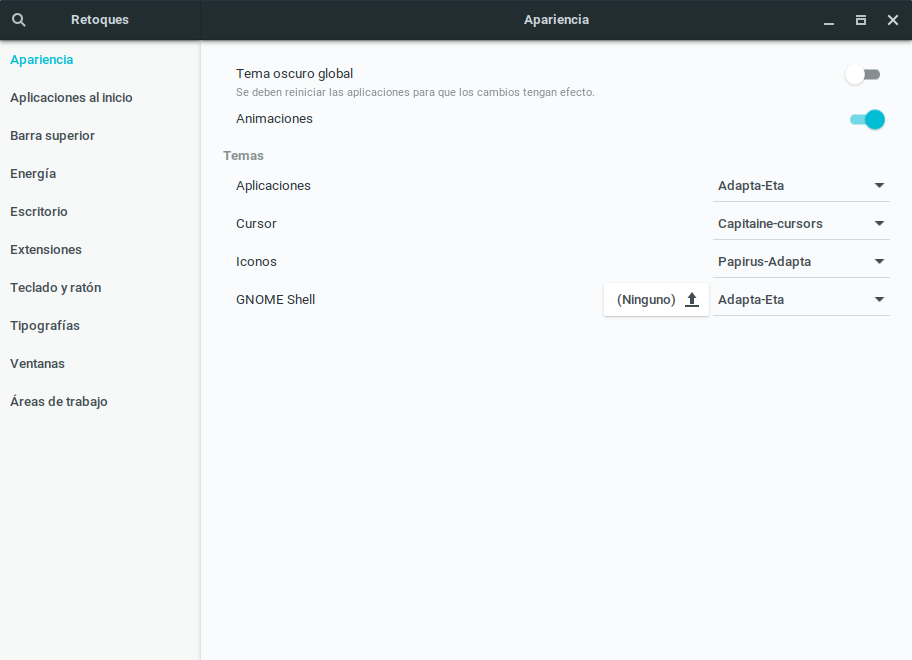 Retoques
Apariencia
Apariencia
Aplicaciones al inicio
Barra superior
Energía
Escritorio
Extensiones
Teclado y ratón
Tipografías
Ventanas
Áreas de trabajo
Tema oscuro global
Se deben reiniciar las aplicaciones para que los cambios tengan efecto.
Animaciones
Temas
Aplicaciones Adapta-Eta
Cursor Capitaine-cursors
Iconos Papirus-Adapta
GNOME Shell (Ninguno) Adapta-Eta